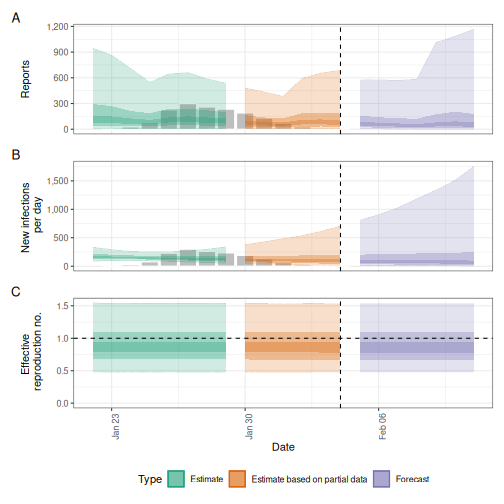 A
Reports
1,200
900
600
300
0
B
New infections
per day
1,500
1,000
500
0
C
Effective
reproduction no.
1.5
1.0
0.5
0.0
Jan 23
Jan 30
Feb 06
Date
Type
Estimate
Estimate based on partial data
Forecast